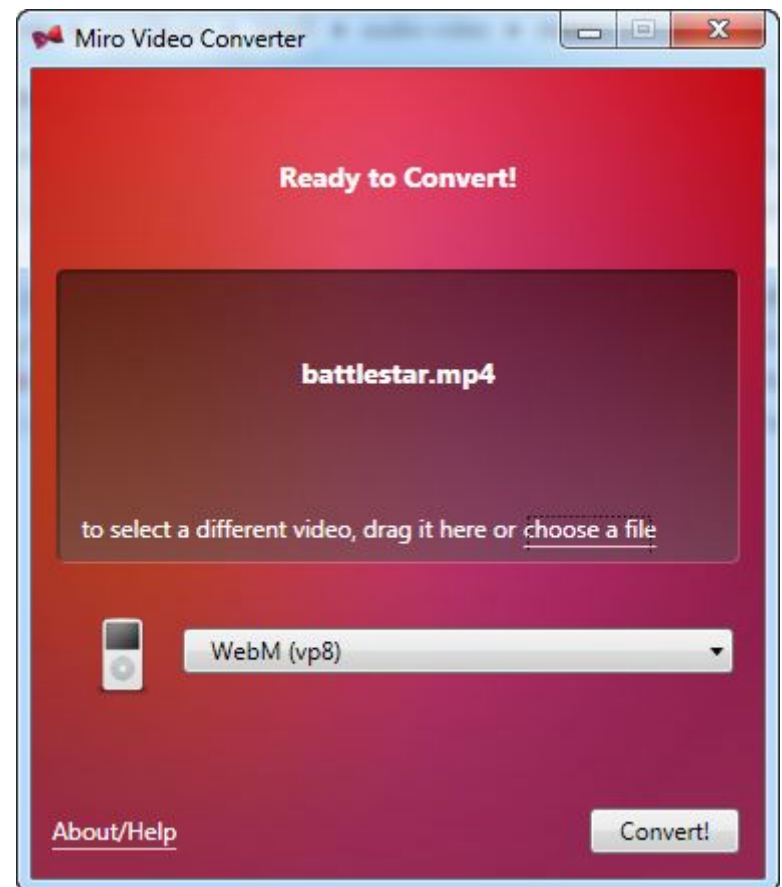 Miro Video Converter
Ready to Convert!
battlestar.mp4
to select a different video, drag it here or choose a file
WebM (vp8)
About/Help
Convert!